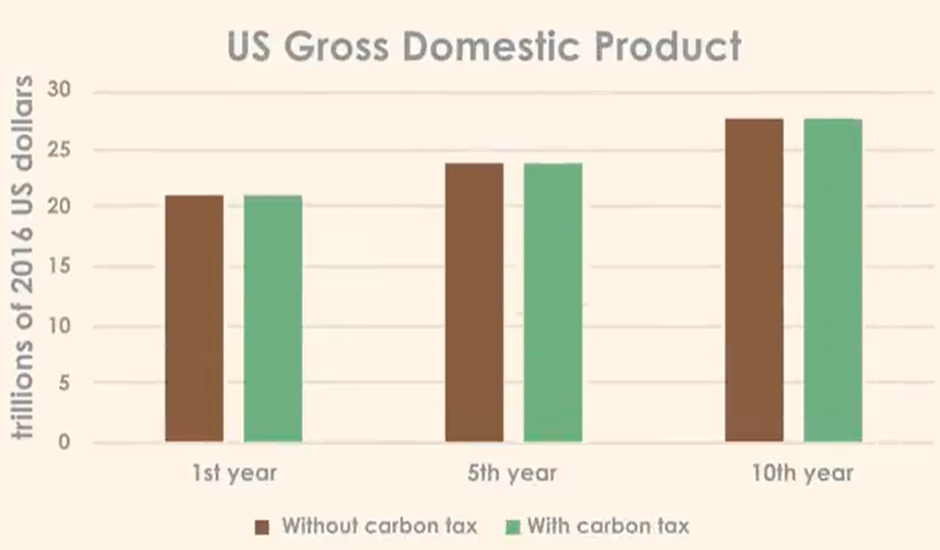 US Gross Domestic Product
trillions of 2016 US dollars
30
25
20
15
10
5
0
1st year 5th year 10th year
Without carbon tax With carbon tax